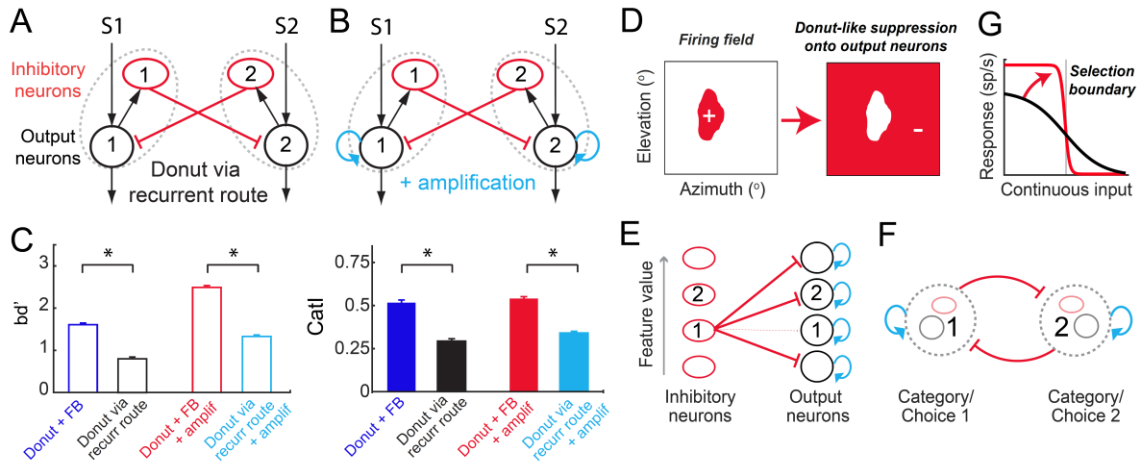 A
S1
S2
Inhibitory
neurons
1
2
Output
neurons
1
2
Donut via
recurrent route
B
S1
S2
1
2
1
2
+ amplification
C
bd'
3
2
1
0
*
*
Donut + FB
Donut via
recurr route
Donut + FB
+ amplif
Donut via
recurr route
+ amplif
CatI
0.75
0.5
0.25
0
*
*
Donut + FB
Donut via
recurr route
Donut + FB
+ amplif
Donut via
recurr route
+ amplif
D
Firing field
Donut-like suppression
onto output neurons
Elevation (°)
+
-
Azimuth (°)
E
Feature value
2
1
2
1
Inhibitory
neurons
Output
neurons
F
1
2
Category/
Choice 1
Category/
Choice 2
G
Response (sp/s)
Selection
boundary
Continuous input